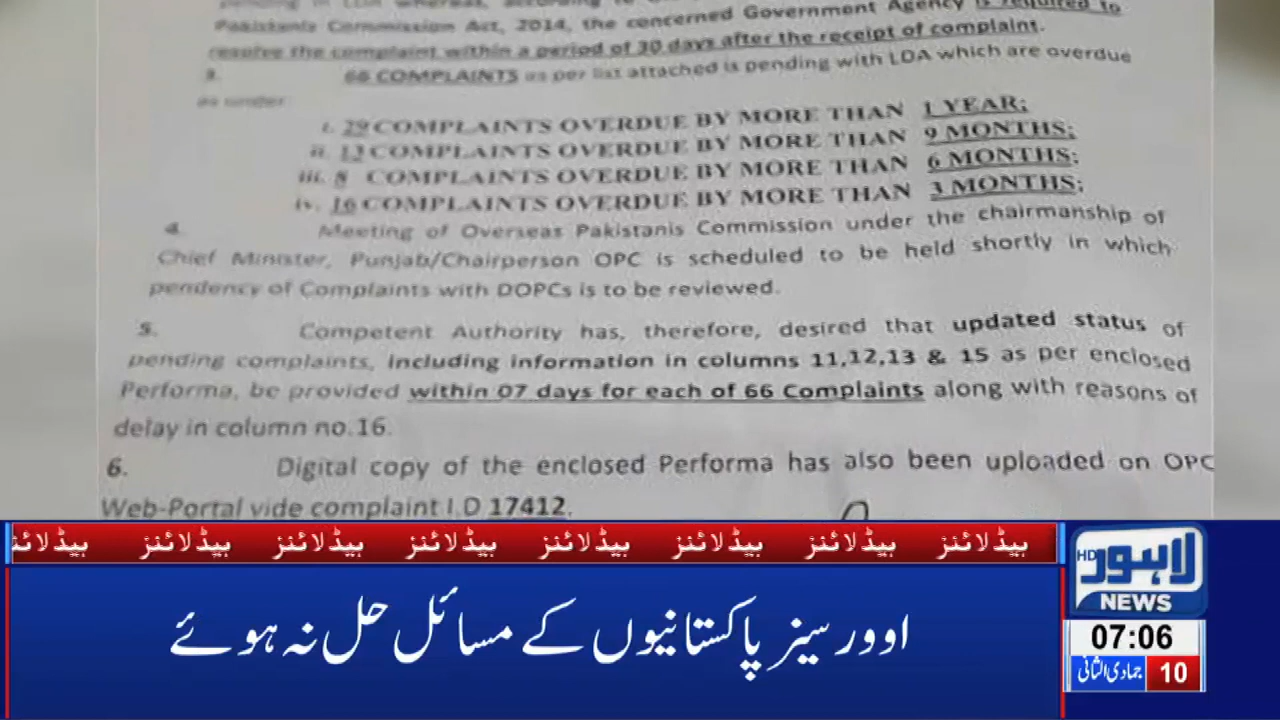 pending in LDA whereas, according to
Pakistanis Commission Act, 2014, the concerned Government Agency is required to
resolve the complaint within a period of 30 days after the receipt of complaint.
3. 66 COMPLAINTS as per list attached is pending with LDA which are overdue
as under
i. 29 COMPLAINTS OVERDUE BY MORE THAN 1 YEAR;
ii. 13 COMPLAINTS OVERDUE BY MORE THAN 9 MONTHS;
iii. 8 COMPLAINTS OVERDUE BY MORE THAN 6 MONTHS;
iv. 16 COMPLAINTS OVERDUE BY MORE THAN 3 MONTHS;
4. Meeting of Overseas Pakistanis Commission under the chairmanship of
Chief Minister, Punjab/Chairperson OPC is scheduled to be held shortly in which
pendency of Complaints with DOPCs is to be reviewed.
5. Competent Authority has, therefore, desired that updated status of
pending complaints, including information in columns 11,12,13 & 15 as per enclosed
Performa, be provided within 07 days for each of 66 Complaints along with reasons of
delay in column no.16.
6. Digital copy of the enclosed Performa has also been uploaded on OPC
Web-Portal vide complaint I.D 17412.
ہیڈلائنز ہیڈلائنز ہیڈلائنز ہیڈلائنز ہیڈلائنز ہیڈلائنز ہیڈلائنز ہیڈلائنز
اوورسیز پاکستانیوں کے مسائل حل نہ ہوئے
لاہور HD
NEWS
07:06
10 جمادی الثانی